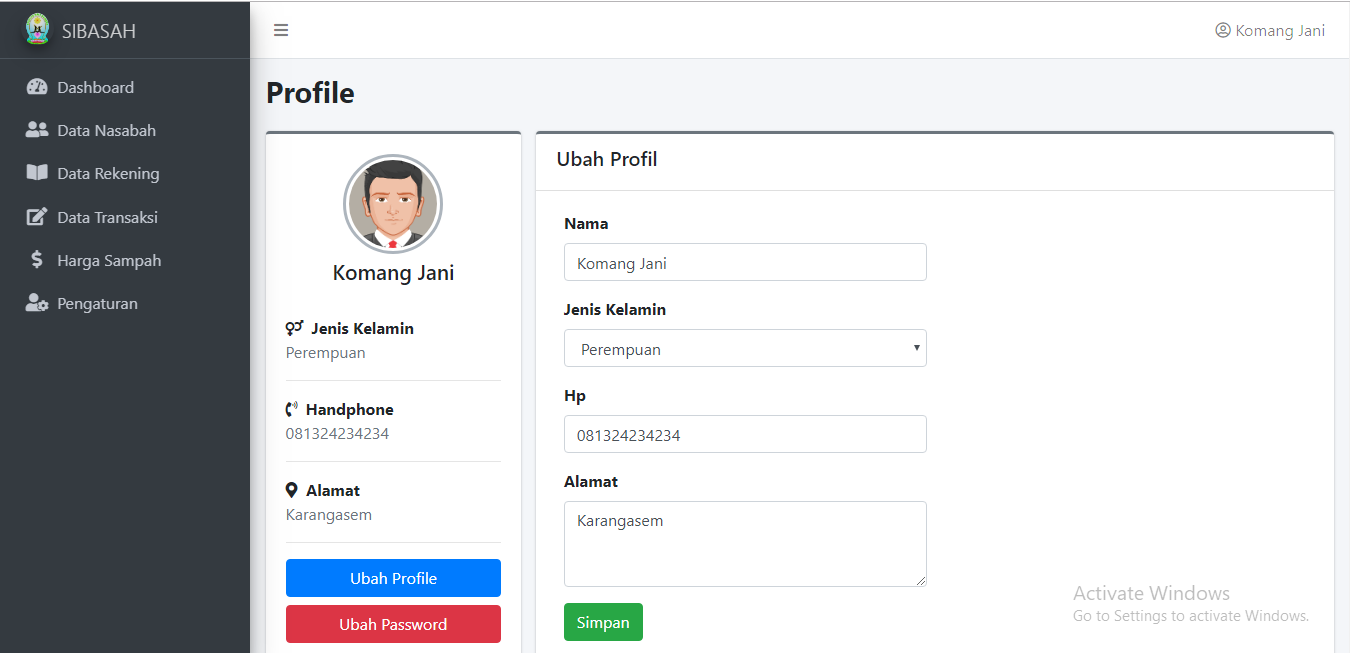 SIBASAH
Komang Jani
Dashboard
Data Nasabah
Data Rekening
Data Transaksi
Harga Sampah
Pengaturan
Profile
Komang Jani
Jenis Kelamin
Perempuan
Handphone
081324234234
Alamat
Karangasem
Ubah Profile
Ubah Password
Ubah Profil
Nama
Komang Jani
Jenis Kelamin
Perempuan
Hp
081324234234
Alamat
Karangasem
Simpan
Activate Windows
Go to Settings to activate Windows.